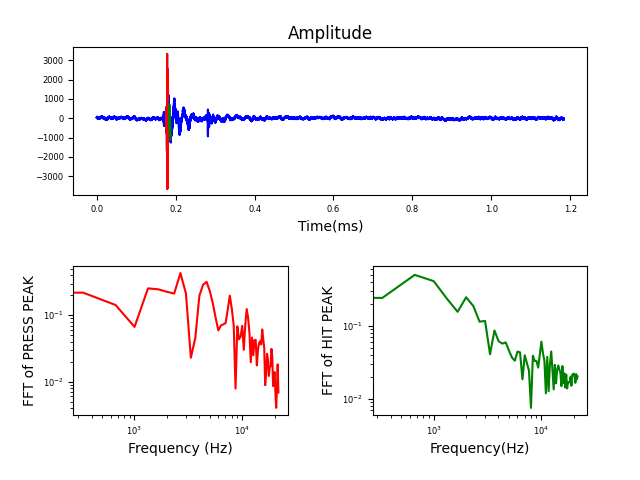 Amplitude
3000
2000
1000
0
−1000
−2000
−3000
0.0 0.2 0.4 0.6 0.8 1.0 1.2
Time(ms)
FFT of PRESS PEAK
10⁻¹
10⁻²
10³ 10⁴
Frequency (Hz)
FFT of HIT PEAK
10⁻¹
10⁻²
10³ 10⁴
Frequency(Hz)